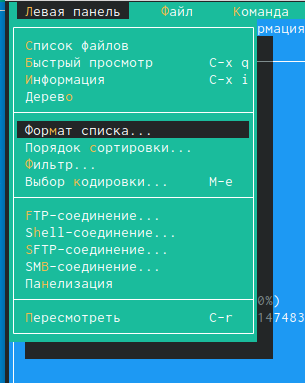 Левая панель Файл Команда
рмация
Список файлов
Быстрый просмотр C-x q
Информация C-x i
Дерево
Формат списка...
Порядок сортировки...
Фильтр...
Выбор кодировки... M-e
FTP-соединение...
Shell-соединение...
SFTP-соединение...
SMB-соединение...
Панелизация
0%)
Пересмотреть C-r 147483